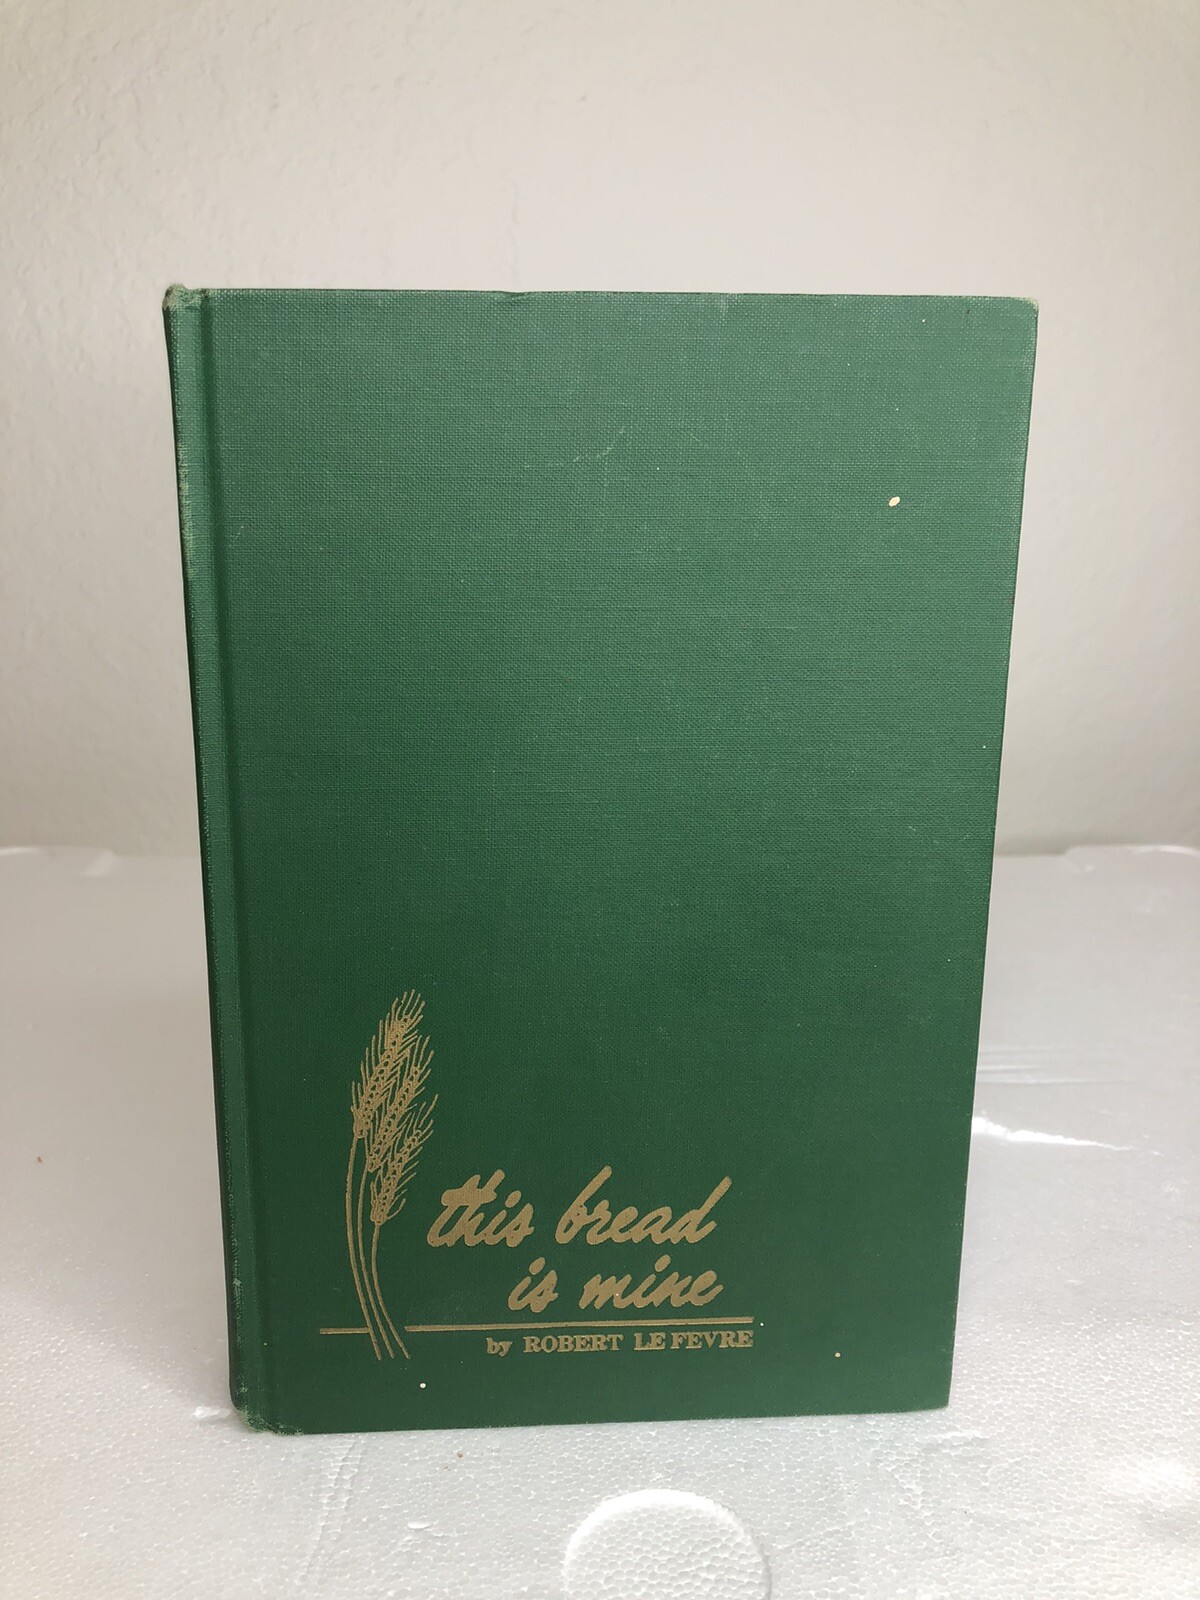 this bread
is mine
by ROBERT LE FEVRE